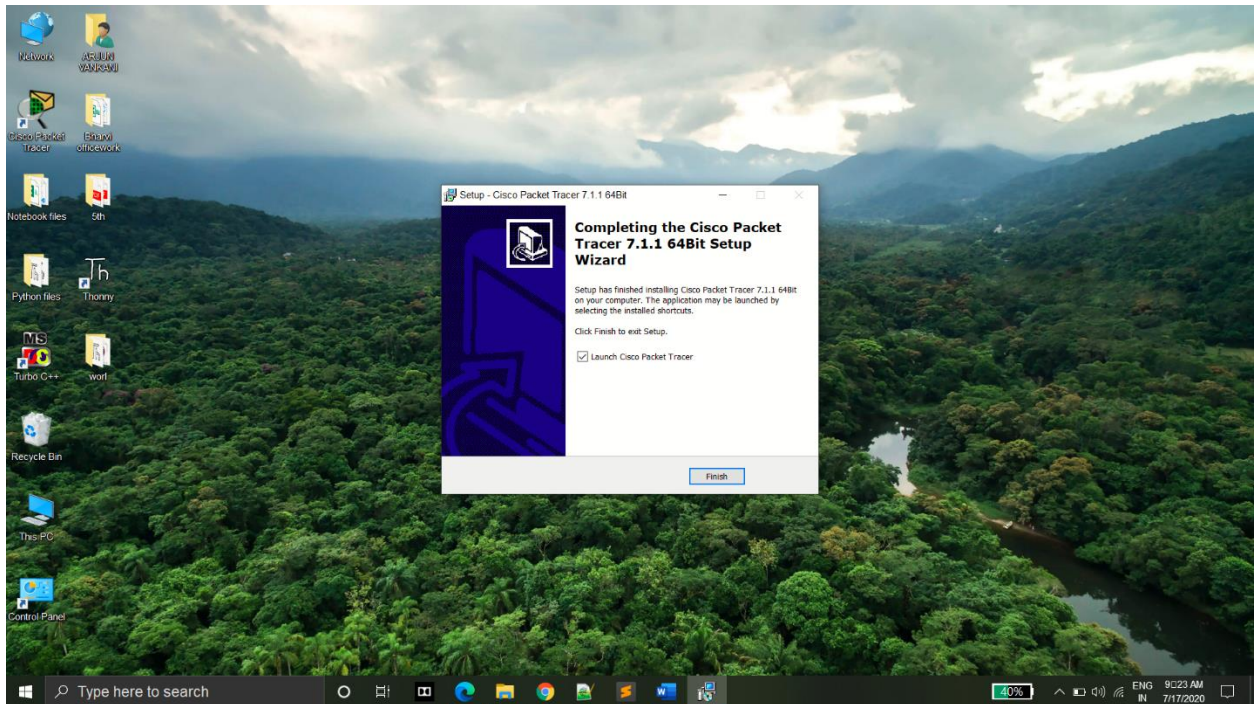 Network
ARJUN
VANKANI
Cisco Packet
Tracer
Bhanvi
officework
Notebook files
5th
Python files
Th
Thonny
MS
Turbo C++
worl
Recycle Bin
This PC
Control Panel
Setup - Cisco Packet Tracer 7.1.1 64Bit
Completing the Cisco Packet
Tracer 7.1.1 64Bit Setup
Wizard
Setup has finished installing Cisco Packet Tracer 7.1.1 64Bit
on your computer. The application may be launched by
selecting the installed shortcuts.
Click Finish to exit Setup.
Launch Cisco Packet Tracer
Finish
Type here to search
40%
ENG
IN
9:23 AM
7/17/2020